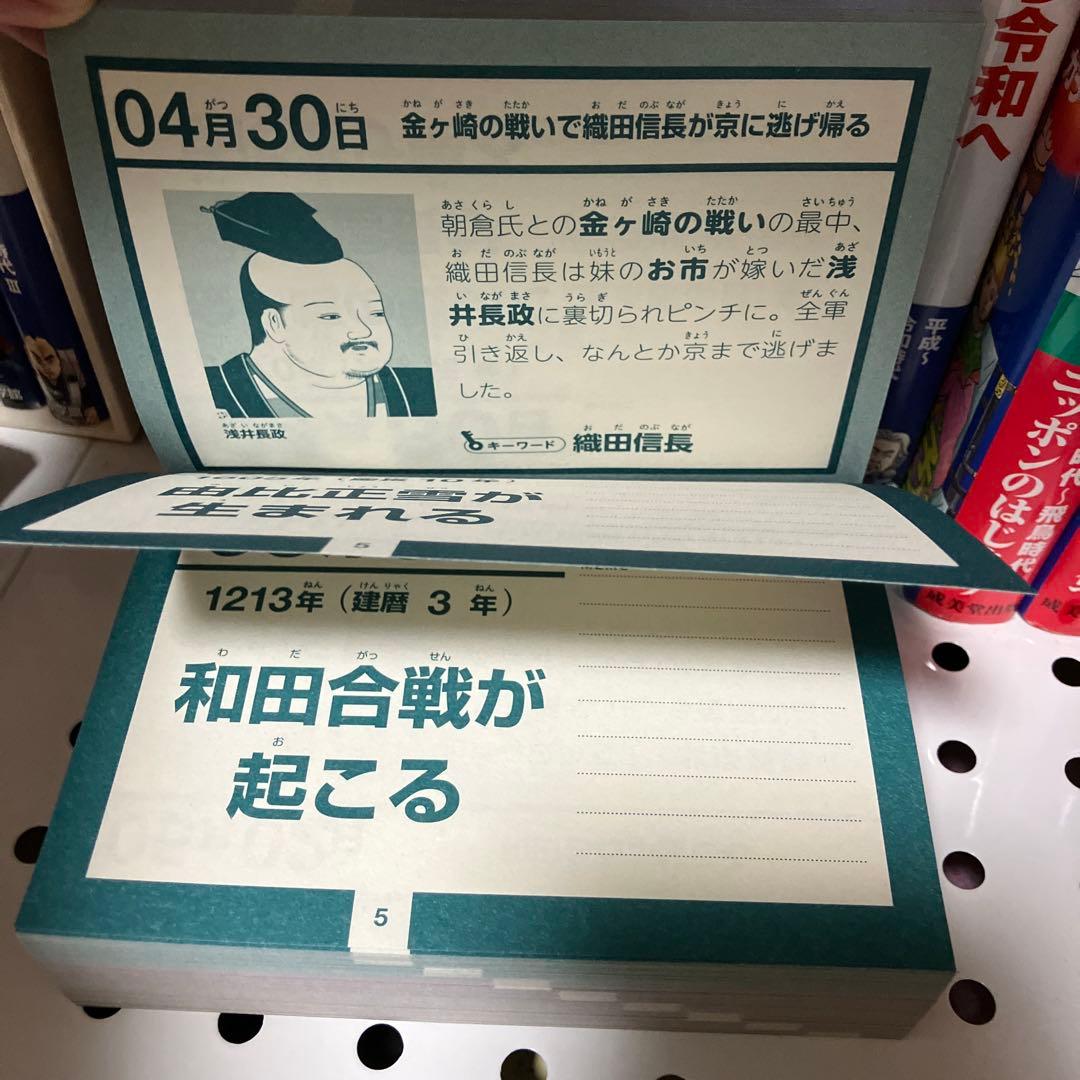 04月30日 金ヶ崎の戦いで織田信長が京に逃げ帰る
朝倉氏との金ヶ崎の戦いの最中、
織田信長は妹のお市が嫁いだ浅
井長政に裏切られピンチに。全軍
引き返し、なんとか京まで逃げま
した。
浅井長政
キーワード 織田信長
由比正雪が
生まれる
5
1213年（建暦 3 年）
和田合戦が
起こる
5
令和へ
平成〜
ニッポンのはじ
時代〜飛鳥時代
成美堂出版